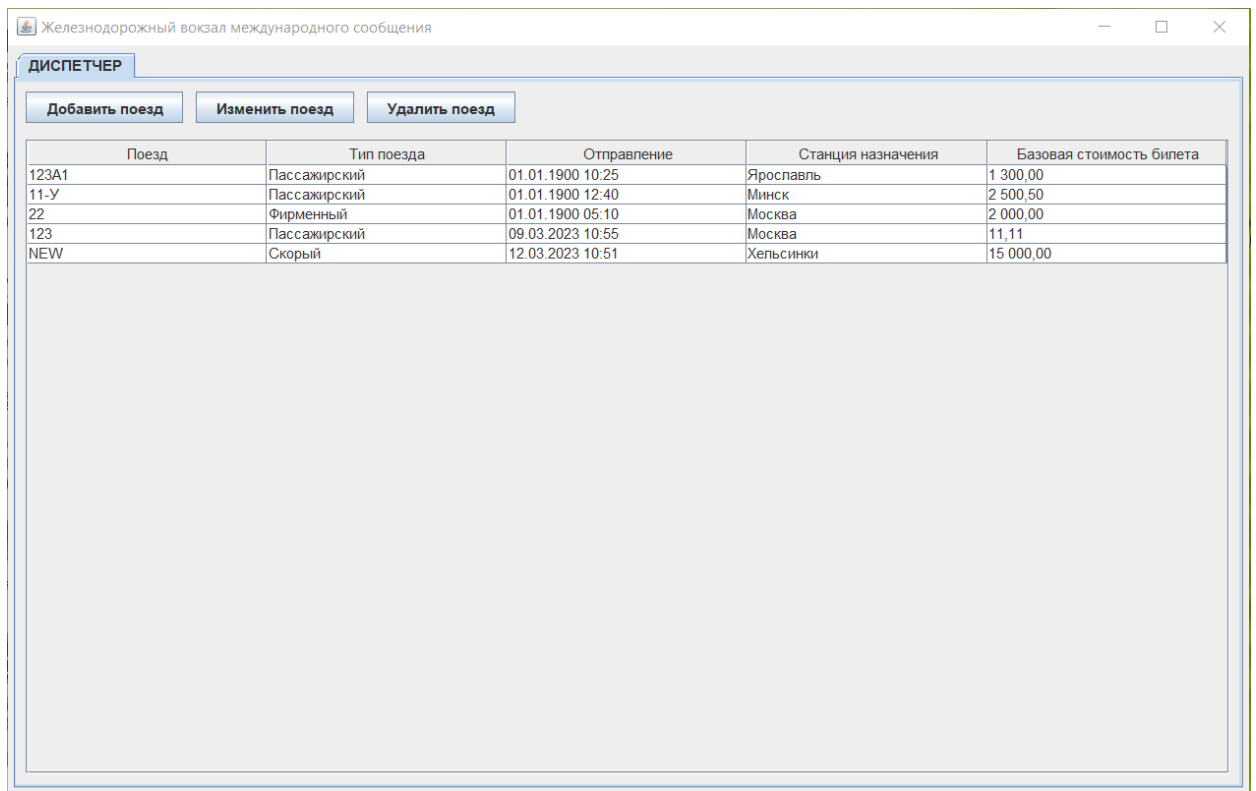 Железнодорожный вокзал международного сообщения
ДИСПЕТЧЕР
Добавить поезд Изменить поезд Удалить поезд
Поезд Тип поезда Отправление Станция назначения Базовая стоимость билета
123А1 Пассажирский 01.01.1900 10:25 Ярославль 1 300,00
11-У Пассажирский 01.01.1900 12:40 Минск 2 500,50
22 Фирменный 01.01.1900 05:10 Москва 2 000,00
123 Пассажирский 09.03.2023 10:55 Москва 11,11
NEW Скорый 12.03.2023 10:51 Хельсинки 15 000,00